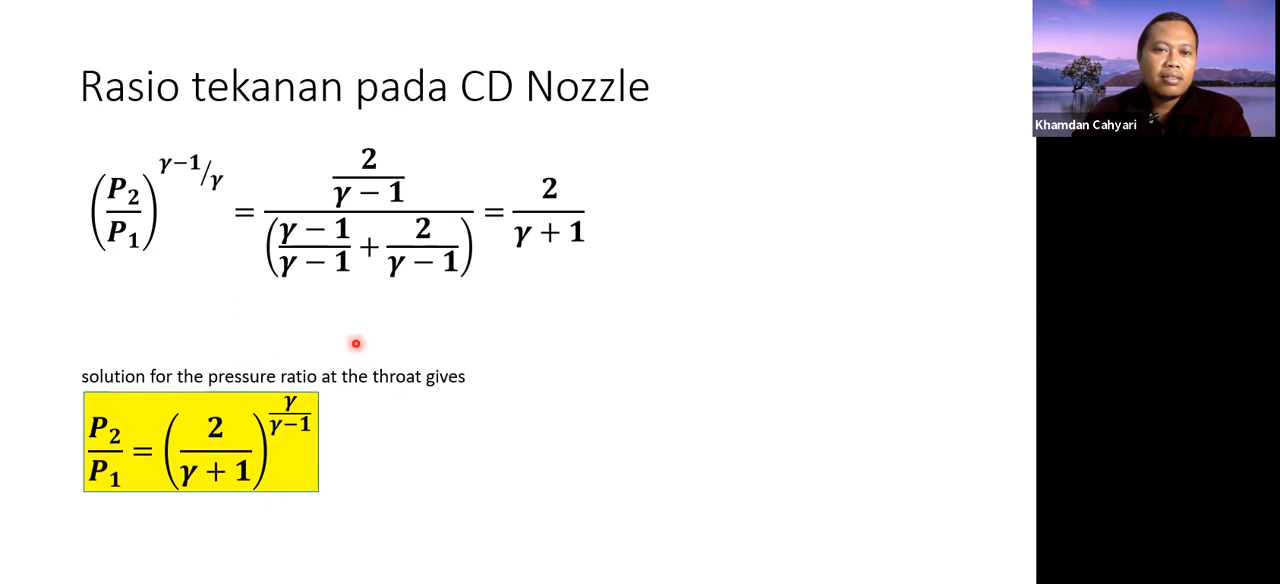 Rasio tekanan pada CD Nozzle
(P₂/P₁)^(γ−1/γ) = (2/(γ − 1)) / ((γ − 1)/(γ − 1) + 2/(γ − 1)) = 2/(γ + 1)
solution for the pressure ratio at the throat gives
P₂/P₁ = (2/(γ + 1))^(γ/(γ−1))
Khamdan Cahyari